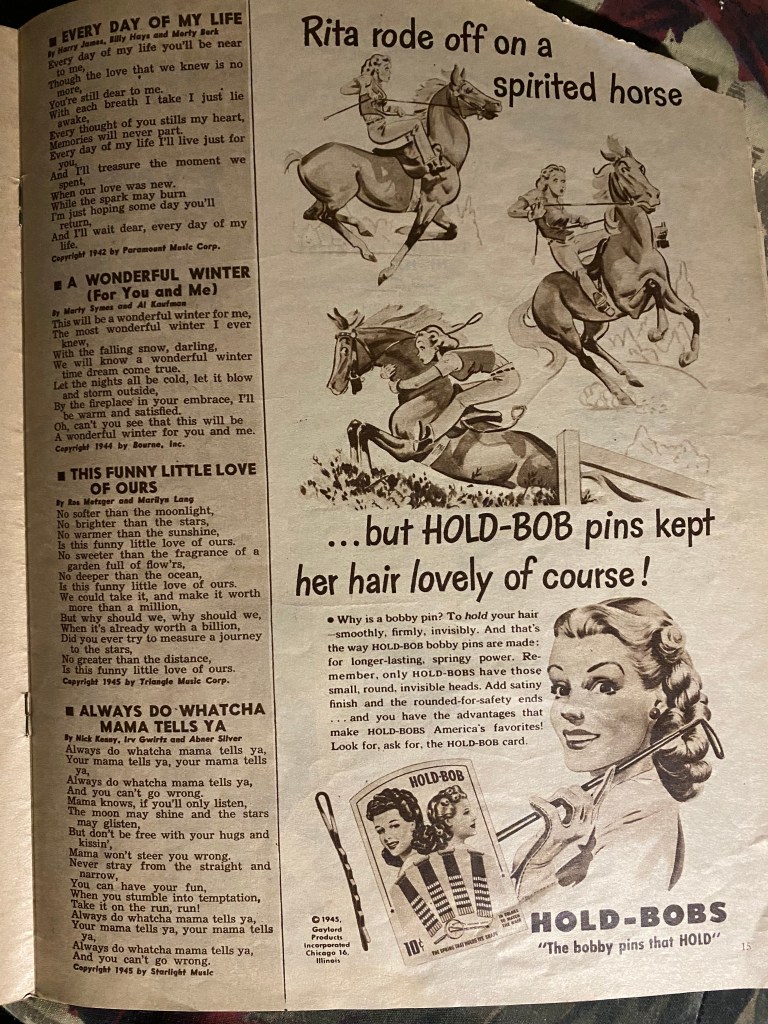 ■ EVERY DAY OF MY LIFE
By Harry James, Billy Hays and Morty Berk
Every day of my life you'll be near
to me,
Though the love that we knew is no
more,
You're still dear to me.
With each breath I take I just lie
awake,
Every thought of you stills my heart,
Memories will never part.
Every day of my life I'll live just for
you,
And I'll treasure the moment we
spent,
When our love was new.
While the spark may burn
I'm just hoping some day you'll
return,
And I'll wait dear, every day of my
life.
Copyright 1942 by Paramount Music Corp.
■ A WONDERFUL WINTER
(For You and Me)
By Marty Symes and Al Kaufman
This will be a wonderful winter for me,
The most wonderful winter I ever
knew,
With the falling snow, darling,
We will know a wonderful winter
time dream come true.
Let the nights all be cold, let it blow
and storm outside,
By the fireplace in your embrace, I'll
be warm and satisfied.
Oh, can't you see that this will be
A wonderful winter for you and me.
Copyright 1944 by Bourne, Inc.
■ THIS FUNNY LITTLE LOVE
OF OURS
By Ros Metzger and Marilyn Lang
No softer than the moonlight,
No brighter than the stars,
No warmer than the sunshine,
Is this funny little love of ours.
No sweeter than the fragrance of a
garden full of flow'rs,
No deeper than the ocean,
Is this funny little love of ours.
We could take it, and make it worth
more than a million,
But why should we, why should we,
When it's already worth a billion,
Did you ever try to measure a journey
to the stars,
No greater than the distance,
Is this funny little love of ours.
Copyright 1945 by Triangle Music Corp.
■ ALWAYS DO WHATCHA
MAMA TELLS YA
By Nick Kenny, Irv Gwirtz and Abner Silver
Always do whatcha mama tells ya,
Your mama tells ya, your mama tells
ya,
Always do whatcha mama tells ya,
And you can't go wrong.
Mama knows, if you'll only listen,
The moon may shine and the stars
may glisten,
But don't be free with your hugs and
kissin',
Mama won't steer you wrong.
Never stray from the straight and
narrow,
You can have your fun,
When you stumble into temptation,
Take it on the run, run!
Always do whatcha mama tells ya,
Your mama tells ya, your mama tells
ya,
Always do whatcha mama tells ya,
And you can't go wrong.
Copyright 1945 by Starlight Music
Rita rode off on a
spirited horse
...but HOLD-BOB pins kept
her hair lovely of course!
● Why is a bobby pin? To hold your hair
—smoothly, firmly, invisibly. And that's
the way HOLD-BOB bobby pins are made:
for longer-lasting, springy power. Re-
member, only HOLD-BOBS have those
small, round, invisible heads. Add satiny
finish and the rounded-for-safety ends
...and you have the advantages that
make HOLD-BOBS America's favorites!
Look for, ask for, the HOLD-BOB card.
HOLD-BOB
10¢
© 1945,
Gaylord
Products
Incorporated
Chicago 16,
Illinois
HOLD-BOBS
"The bobby pins that HOLD"
15